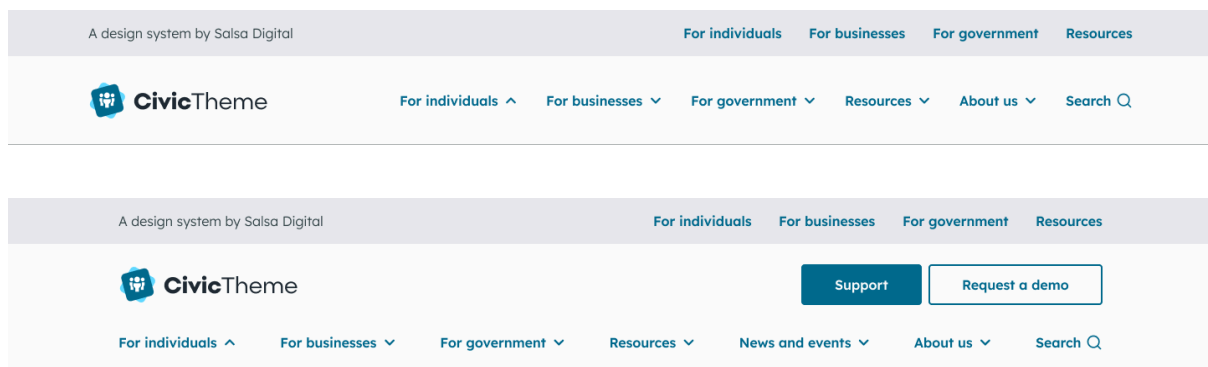 A design system by Salsa Digital For individuals For businesses For government Resources
CivicTheme For individuals For businesses For government Resources About us Search
A design system by Salsa Digital For individuals For businesses For government Resources
CivicTheme Support Request a demo
For individuals For businesses For government Resources News and events About us Search